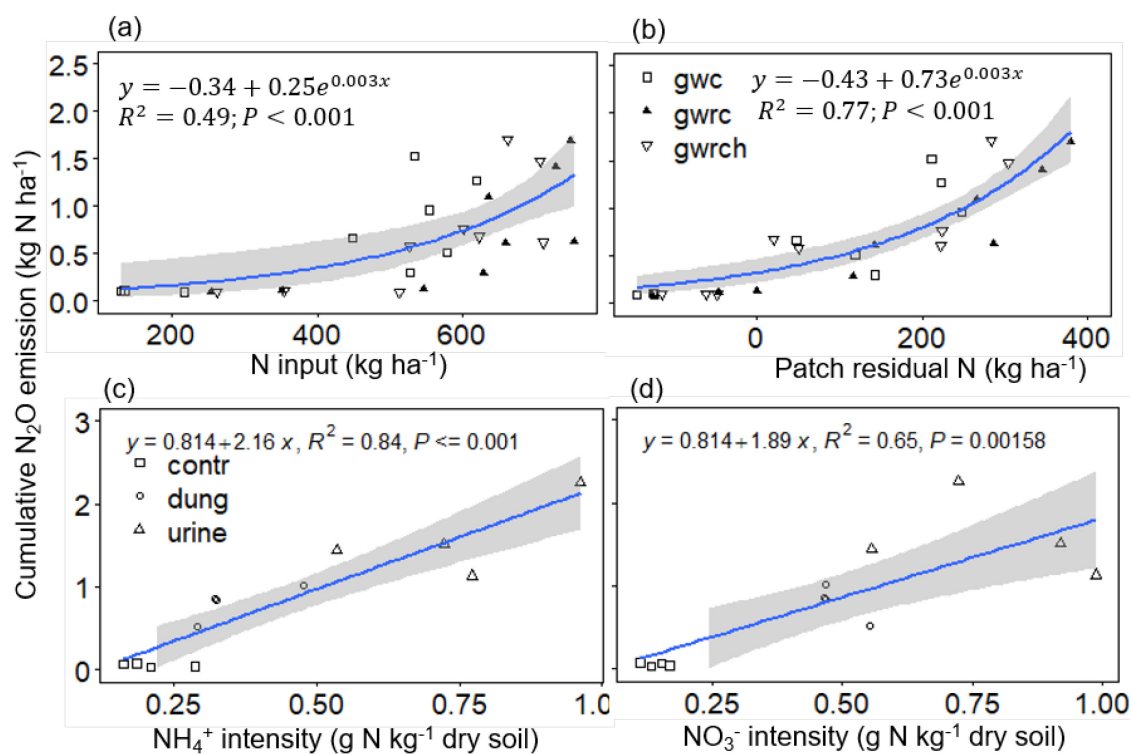 (a)
y = −0.34 + 0.25e^0.003x
R² = 0.49; P < 0.001
2.5
2.0
1.5
1.0
0.5
0.0
200
400
600
N input (kg ha⁻¹)
(b)
gwc
gwrc
gwrch
y = −0.43 + 0.73e^0.003x
R² = 0.77; P < 0.001
0
200
400
Patch residual N (kg ha⁻¹)
Cumulative N₂O emission (kg N ha⁻¹)
(c)
y = 0.814+2.16 x, R² = 0.84, P <= 0.001
contr
dung
urine
3
2
1
0
0.25
0.50
0.75
1.00
NH₄⁺ intensity (g N kg⁻¹ dry soil)
(d)
y = 0.814+1.89 x, R² = 0.65, P = 0.00158
0.25
0.50
0.75
1.00
NO₃⁻ intensity (g N kg⁻¹ dry soil)